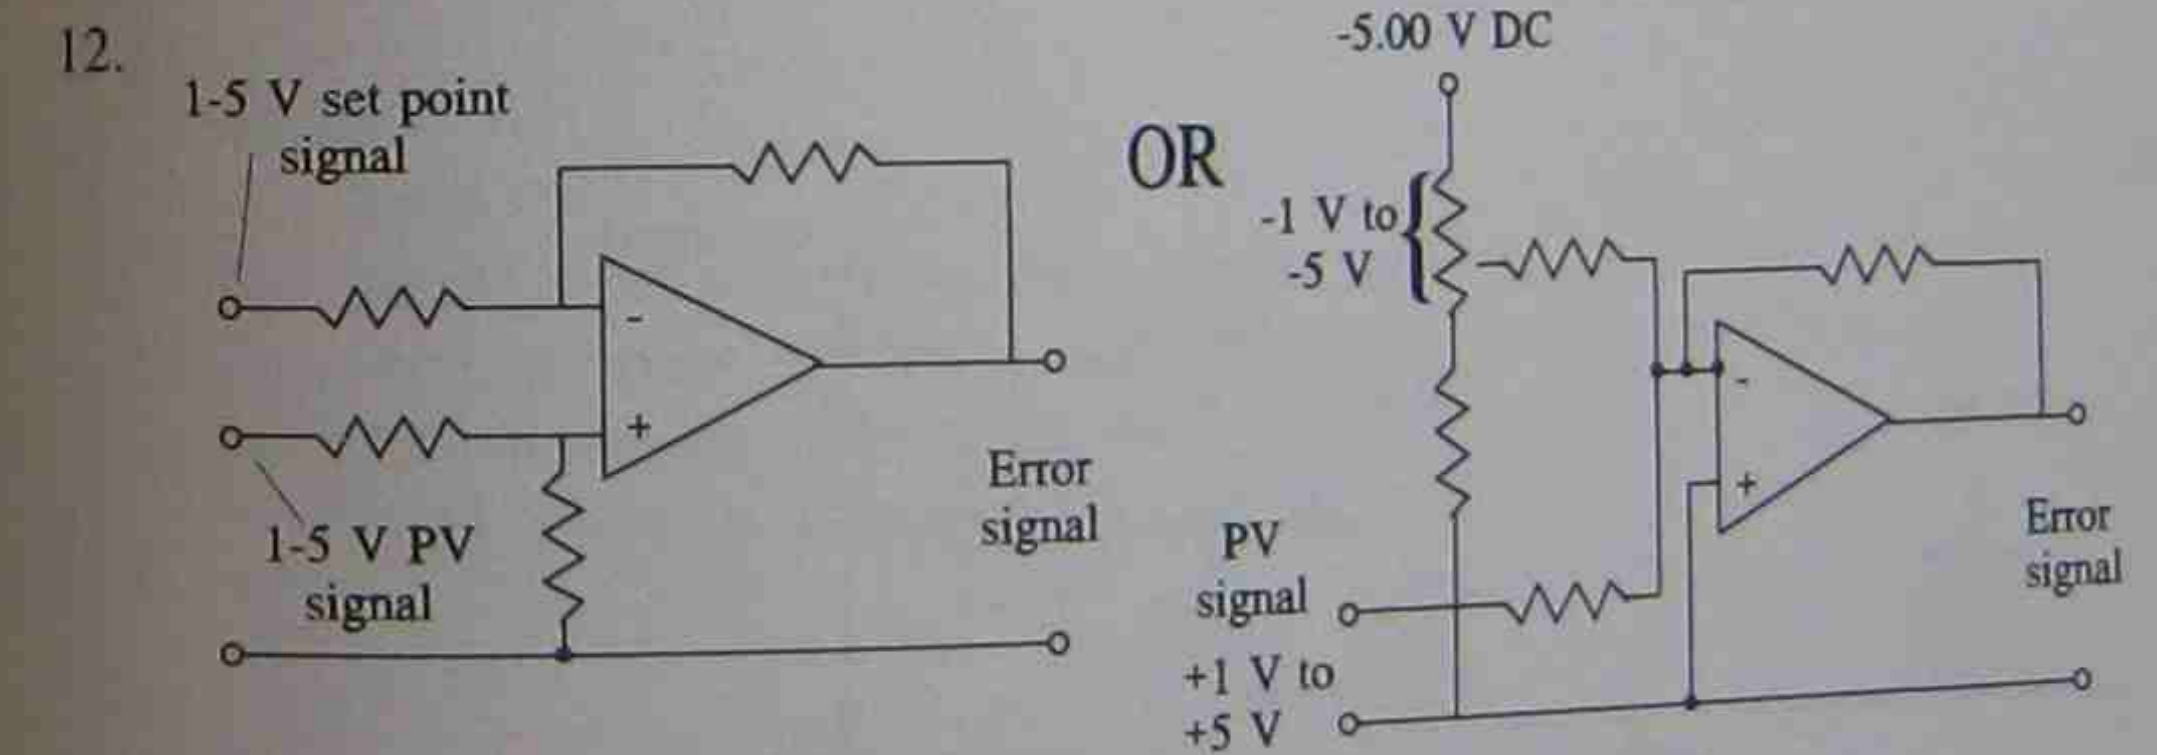 12.
1-5 V set point
signal
-
+
1-5 V PV
signal
Error
signal
OR
-5.00 V DC
-1 V to
-5 V
-
+
PV
signal
+1 V to
+5 V
Error
signal